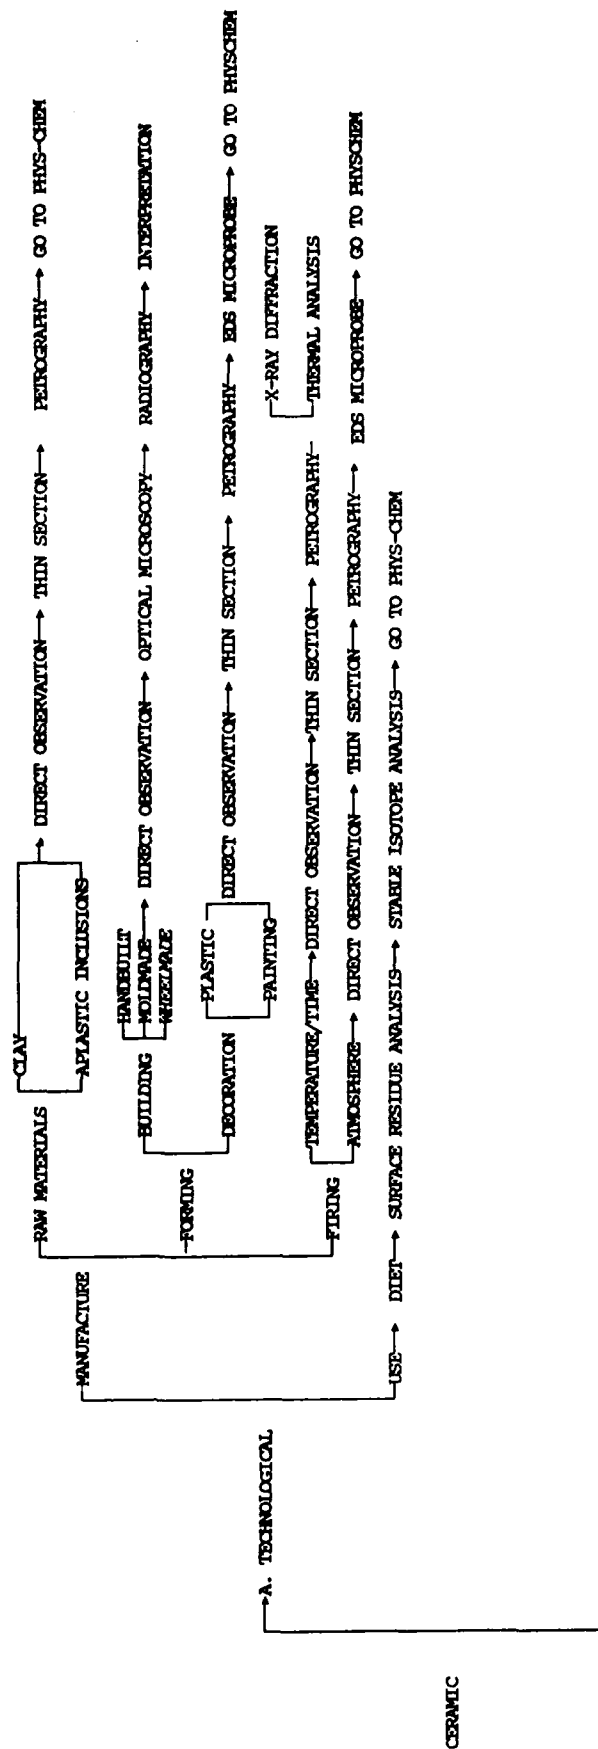 CLAY
RAW MATERIALS
APLASTIC INCLUSIONS
DIRECT OBSERVATION → THIN SECTION → PETROGRAPHY → GO TO PHYS-CHEM
MANUFACTURE
HANDBUILT
BUILDING MOLDMADE → DIRECT OBSERVATION → OPTICAL MICROSCOPY → RADIOGRAPHY → INTERPRETATION
WHEELMADE
FORMING
PLASTIC
DECORATION DIRECT OBSERVATION → THIN SECTION → PETROGRAPHY → EDS MICROPROBE → GO TO PHYSCHEM
PAINTING
A. TECHNOLOGICAL
X-RAY DIFFRACTION
TEMPERATURE/TIME → DIRECT OBSERVATION → THIN SECTION → PETROGRAPHY
THERMAL ANALYSIS
FIRING
ATMOSPHERE → DIRECT OBSERVATION → THIN SECTION → PETROGRAPHY → EDS MICROPROBE → GO TO PHYSCHEM
USE → DIET → SURFACE RESIDUE ANALYSIS → STABLE ISOTOPE ANALYSIS → GO TO PHYS-CHEM
CERAMIC